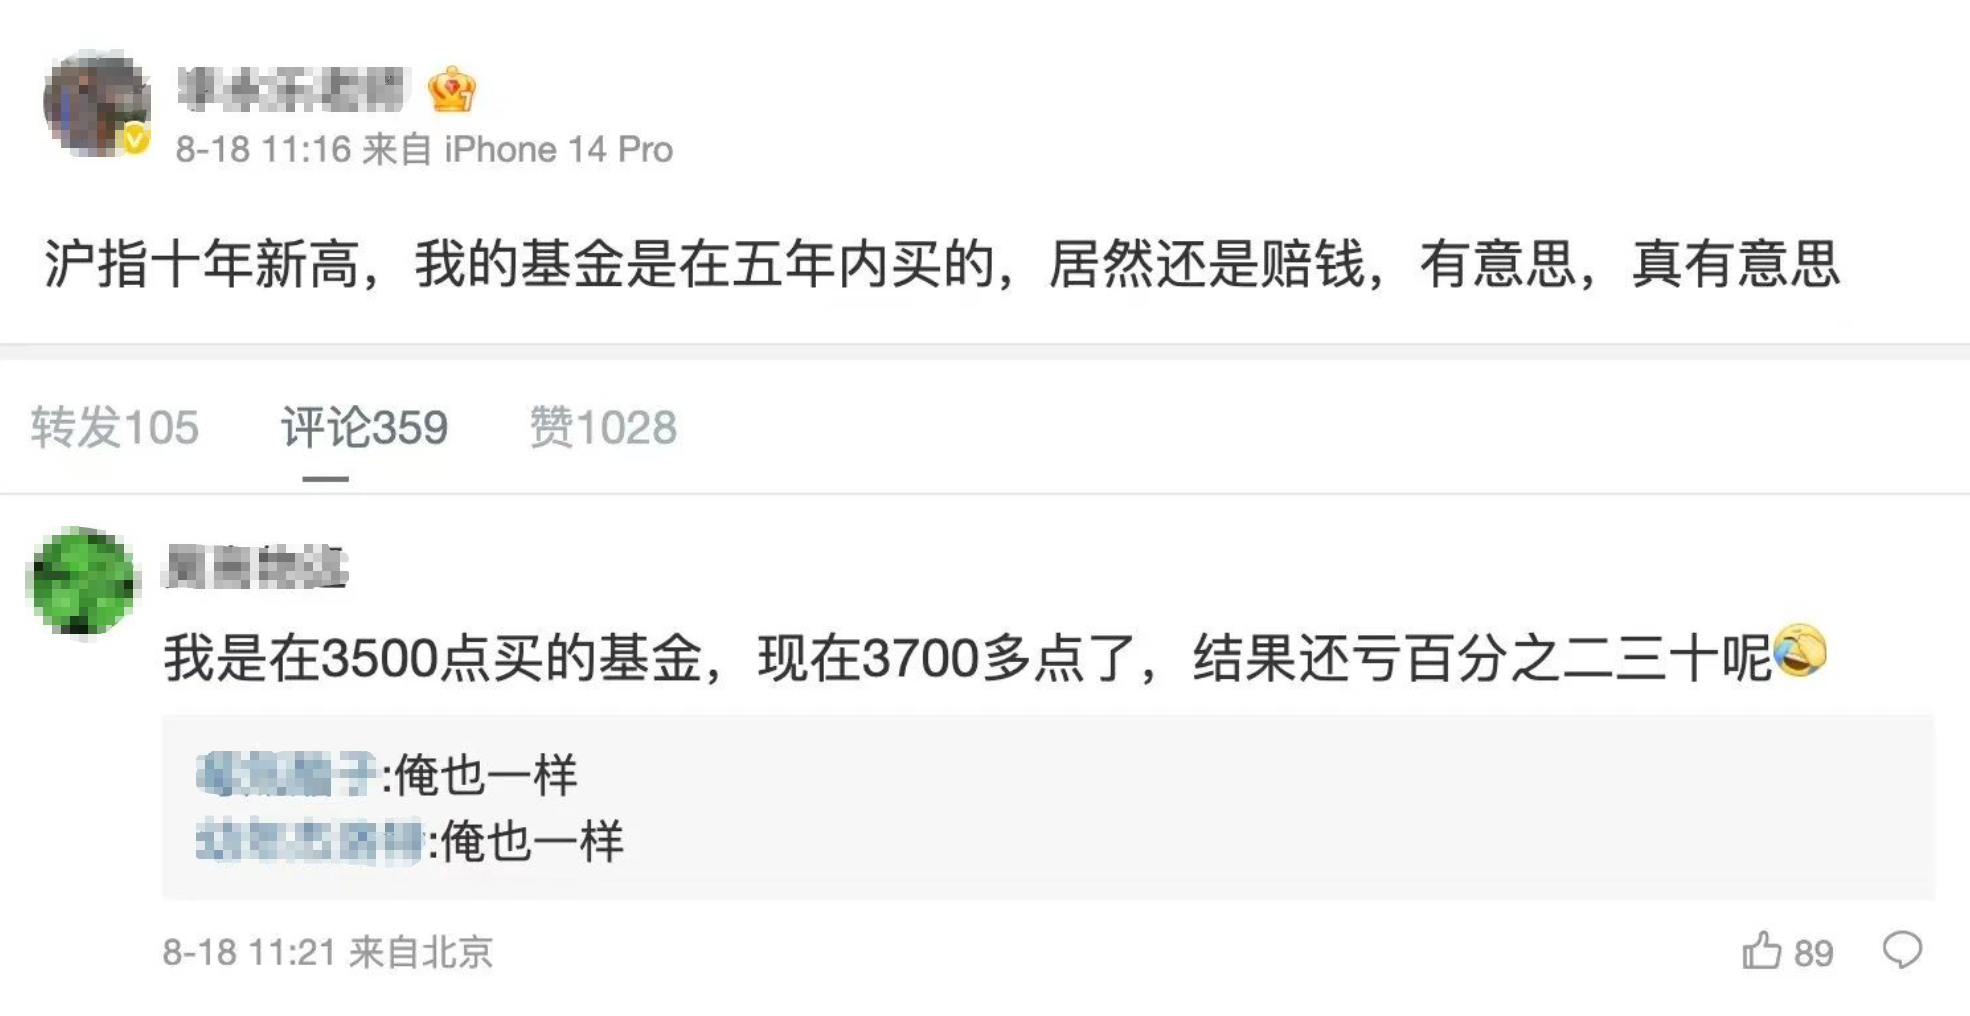 8-18 11:16 来自 iPhone 14 Pro
沪指十年新高，我的基金是在五年内买的，居然还是赔钱，有意思，真有意思
转发105 评论359 赞1028
我是在3500点买的基金，现在3700多点了，结果还亏百分之二三十呢
:俺也一样
:俺也一样
8-18 11:21 来自北京 89